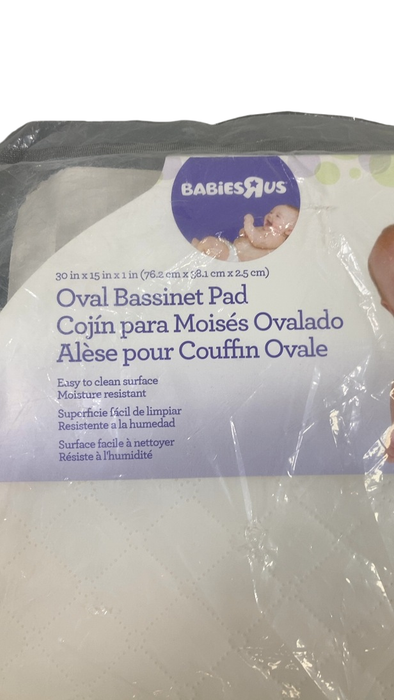 BABIESRUS
30 in x 15 in x 1 in (76.2 cm x 38.1 cm x 2.5 cm)
Oval Bassinet Pad
Cojín para Moisés Ovalado
Alèse pour Couffin Ovale
Easy to clean surface
Moisture resistant
Superficie fácil de limpiar
Resistente a la humedad
Surface facile à nettoyer
Résiste à l'humidité